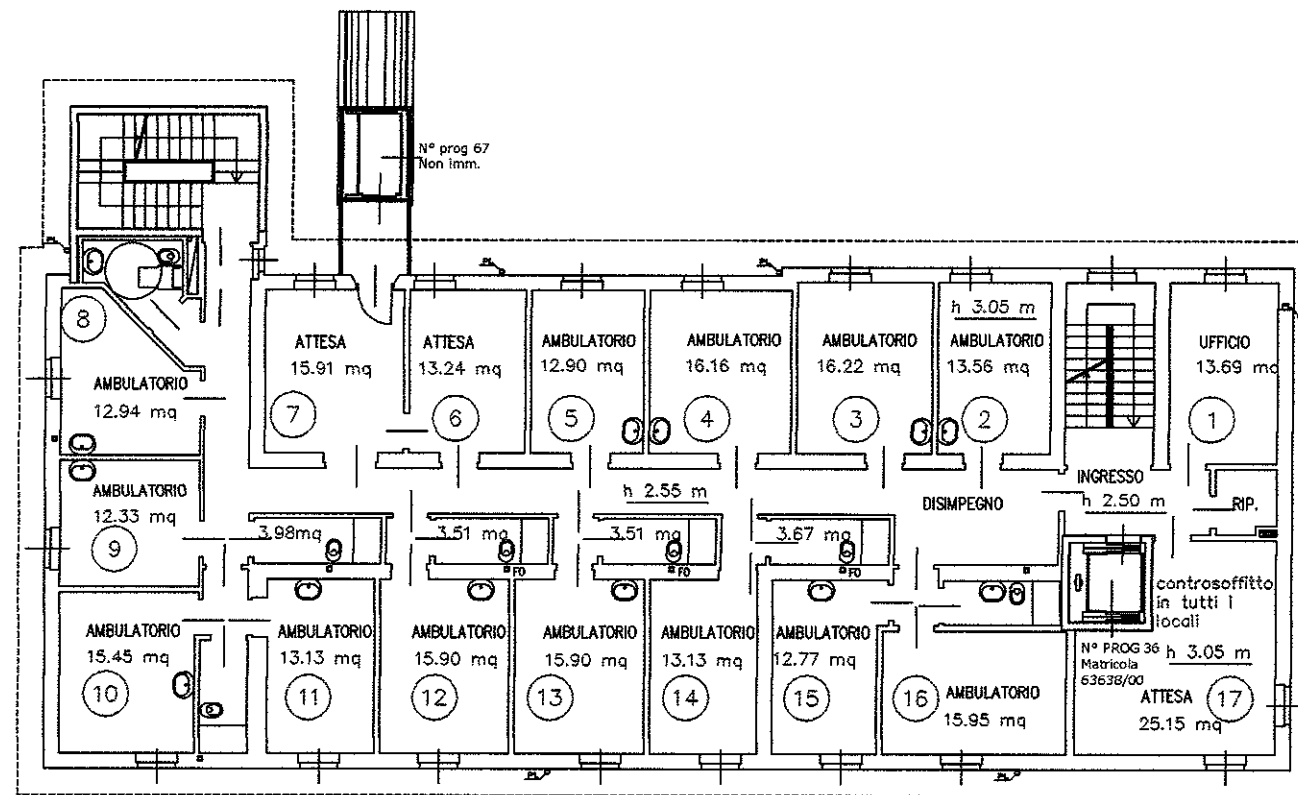 N° prog 67
Non imm.
PL
PL
PL
8
AMBULATORIO
12.94 mq
ATTESA
15.91 mq
7
ATTESA
13.24 mq
6
AMBULATORIO
12.90 mq
5
AMBULATORIO
16.16 mq
4
AMBULATORIO
16.22 mq
3
h 3.05 m
AMBULATORIO
13.56 mq
2
UFFICIO
13.69 mq
1
AMBULATORIO
12.33 mq
9
h 2.55 m
DISIMPEGNO
INGRESSO
h 2.50 m
RIP.
3.98mq
3.51 mq
3.51 mq
3.67 mq
FO
FO
FO
controsoffitto
in tutti i
locali
AMBULATORIO
15.45 mq
10
AMBULATORIO
13.13 mq
11
AMBULATORIO
15.90 mq
12
AMBULATORIO
15.90 mq
13
AMBULATORIO
13.13 mq
14
AMBULATORIO
12.77 mq
15
16
AMBULATORIO
15.95 mq
N° PROG 36
Matricola
63638/00
h 3.05 m
ATTESA
25.15 mq
17
PL
PL